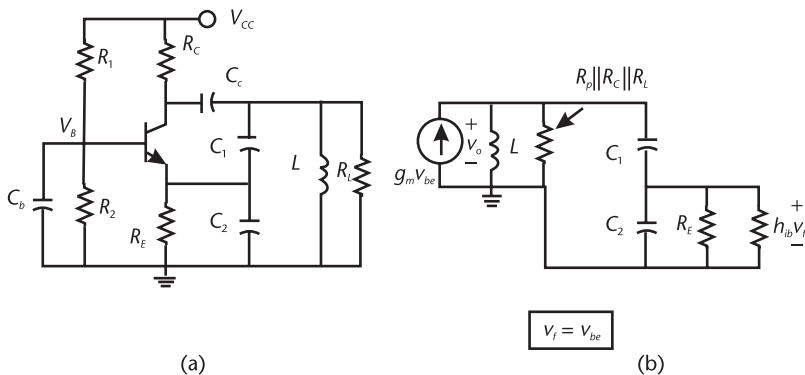 V_CC
R_1
R_C
C_c
V_B
C_1
L
R_L
C_b
R_2
R_E
C_2
(a)
R_p||R_C||R_L
+
v_o
−
L
g_m v_be
C_1
C_2
R_E
h_ib
+
v_f
−
v_f = v_be
(b)